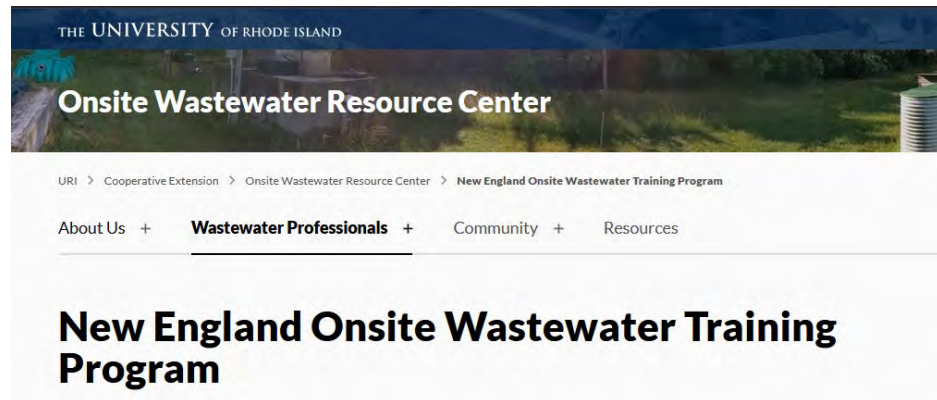 THE UNIVERSITY OF RHODE ISLAND
Onsite Wastewater Resource Center
URI > Cooperative Extension > Onsite Wastewater Resource Center > New England Onsite Wastewater Training Program
About Us + Wastewater Professionals + Community + Resources
New England Onsite Wastewater Training
Program